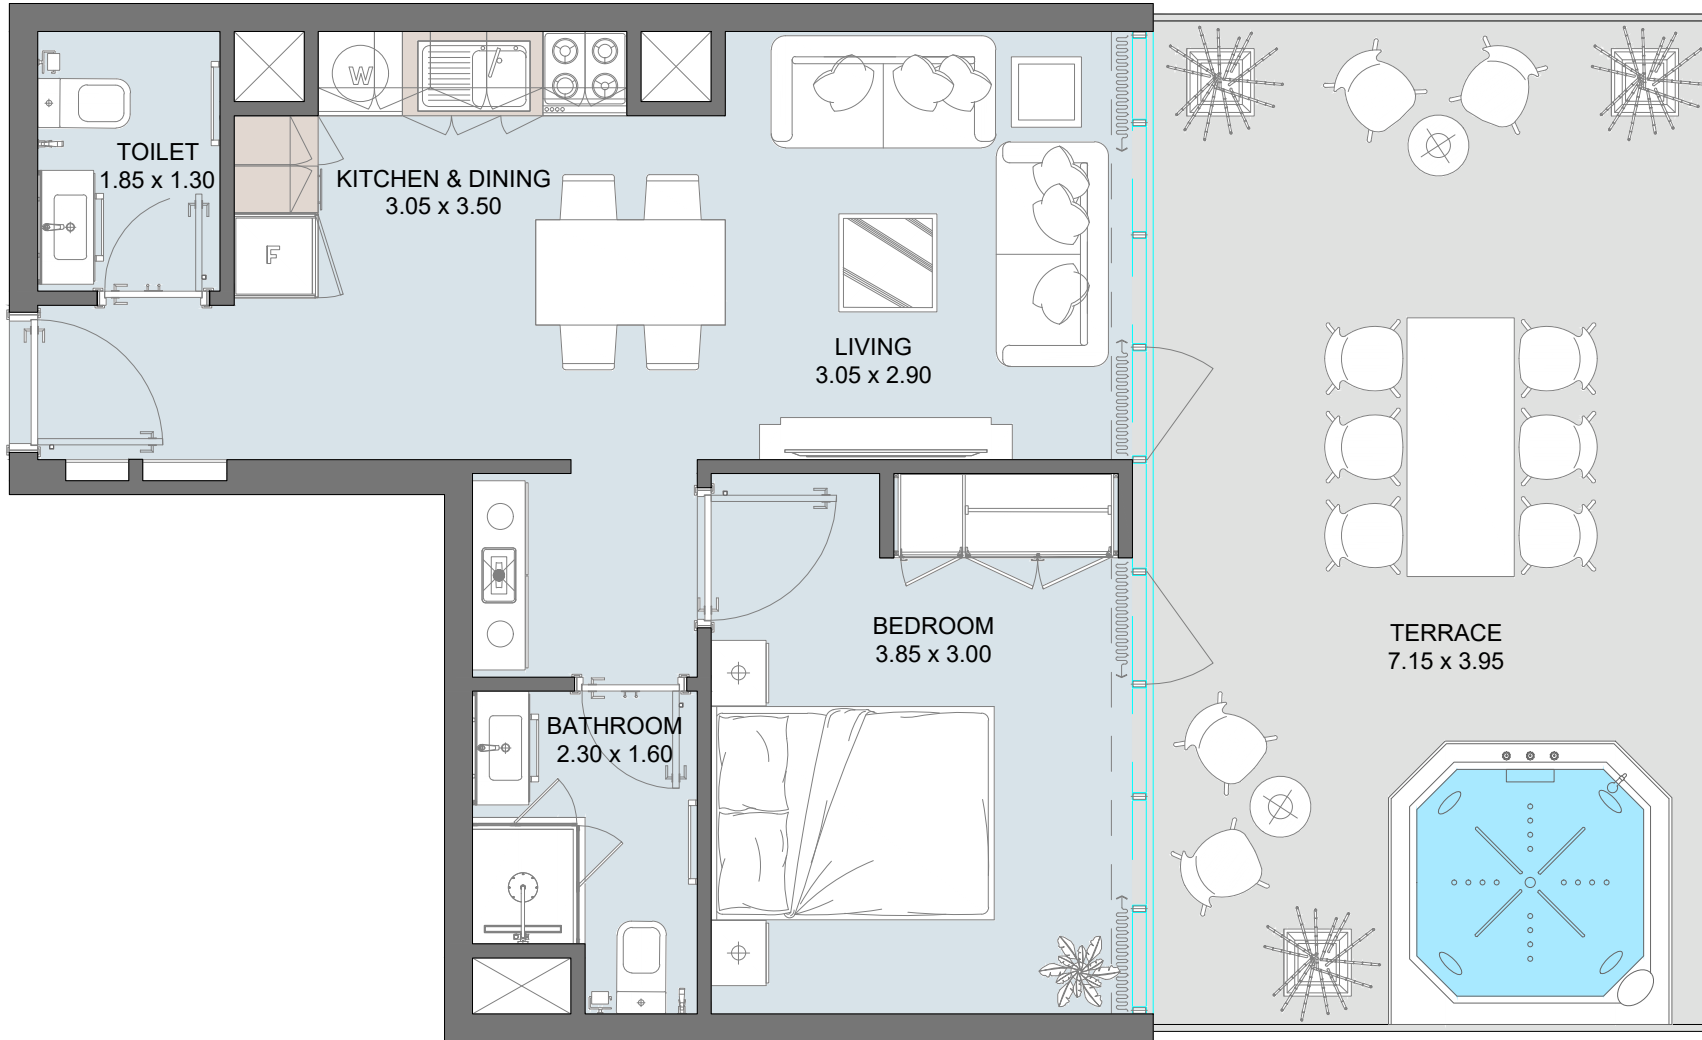 TOILET
1.85 x 1.30
W
KITCHEN & DINING
3.05 x 3.50
F
LIVING
3.05 x 2.90
BEDROOM
3.85 x 3.00
TERRACE
7.15 x 3.95
BATHROOM
2.30 x 1.60